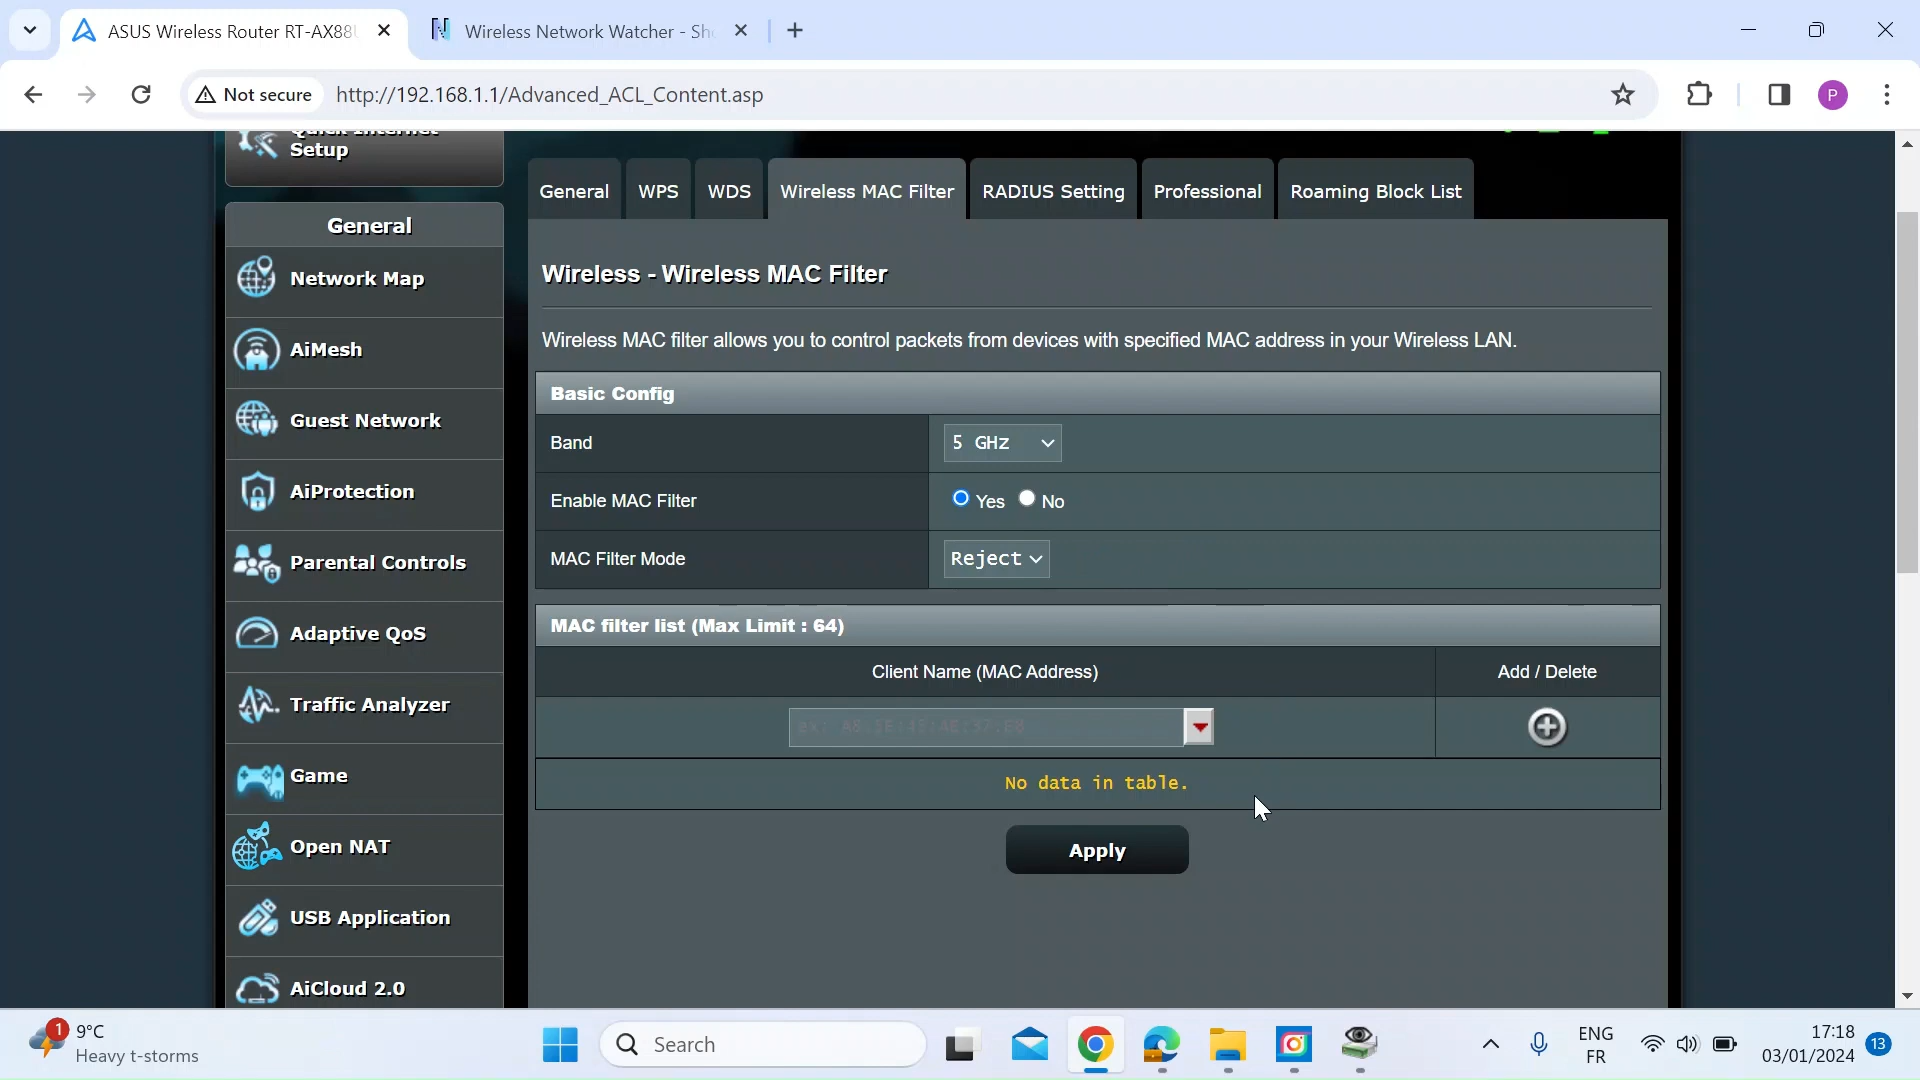 ASUS Wireless Router RT-AX88
Wireless Network Watcher - Sh
Not secure
http://192.168.1.1/Advanced_ACL_Content.asp
P
Quick Internet
Setup
General
WPS
WDS
Wireless MAC Filter
RADIUS Setting
Professional
Roaming Block List
General
Network Map
AiMesh
Guest Network
AiProtection
Parental Controls
Adaptive QoS
Traffic Analyzer
Game
Open NAT
USB Application
AiCloud 2.0
Wireless - Wireless MAC Filter
Wireless MAC filter allows you to control packets from devices with specified MAC address in your Wireless LAN.
Basic Config
Band
5 GHz
Enable MAC Filter
Yes
No
MAC Filter Mode
Reject
MAC filter list (Max Limit : 64)
Client Name (MAC Address)
Add / Delete
No data in table.
Apply
1
9°C
Heavy t-storms
Search
ENG
FR
17:18
03/01/2024
13